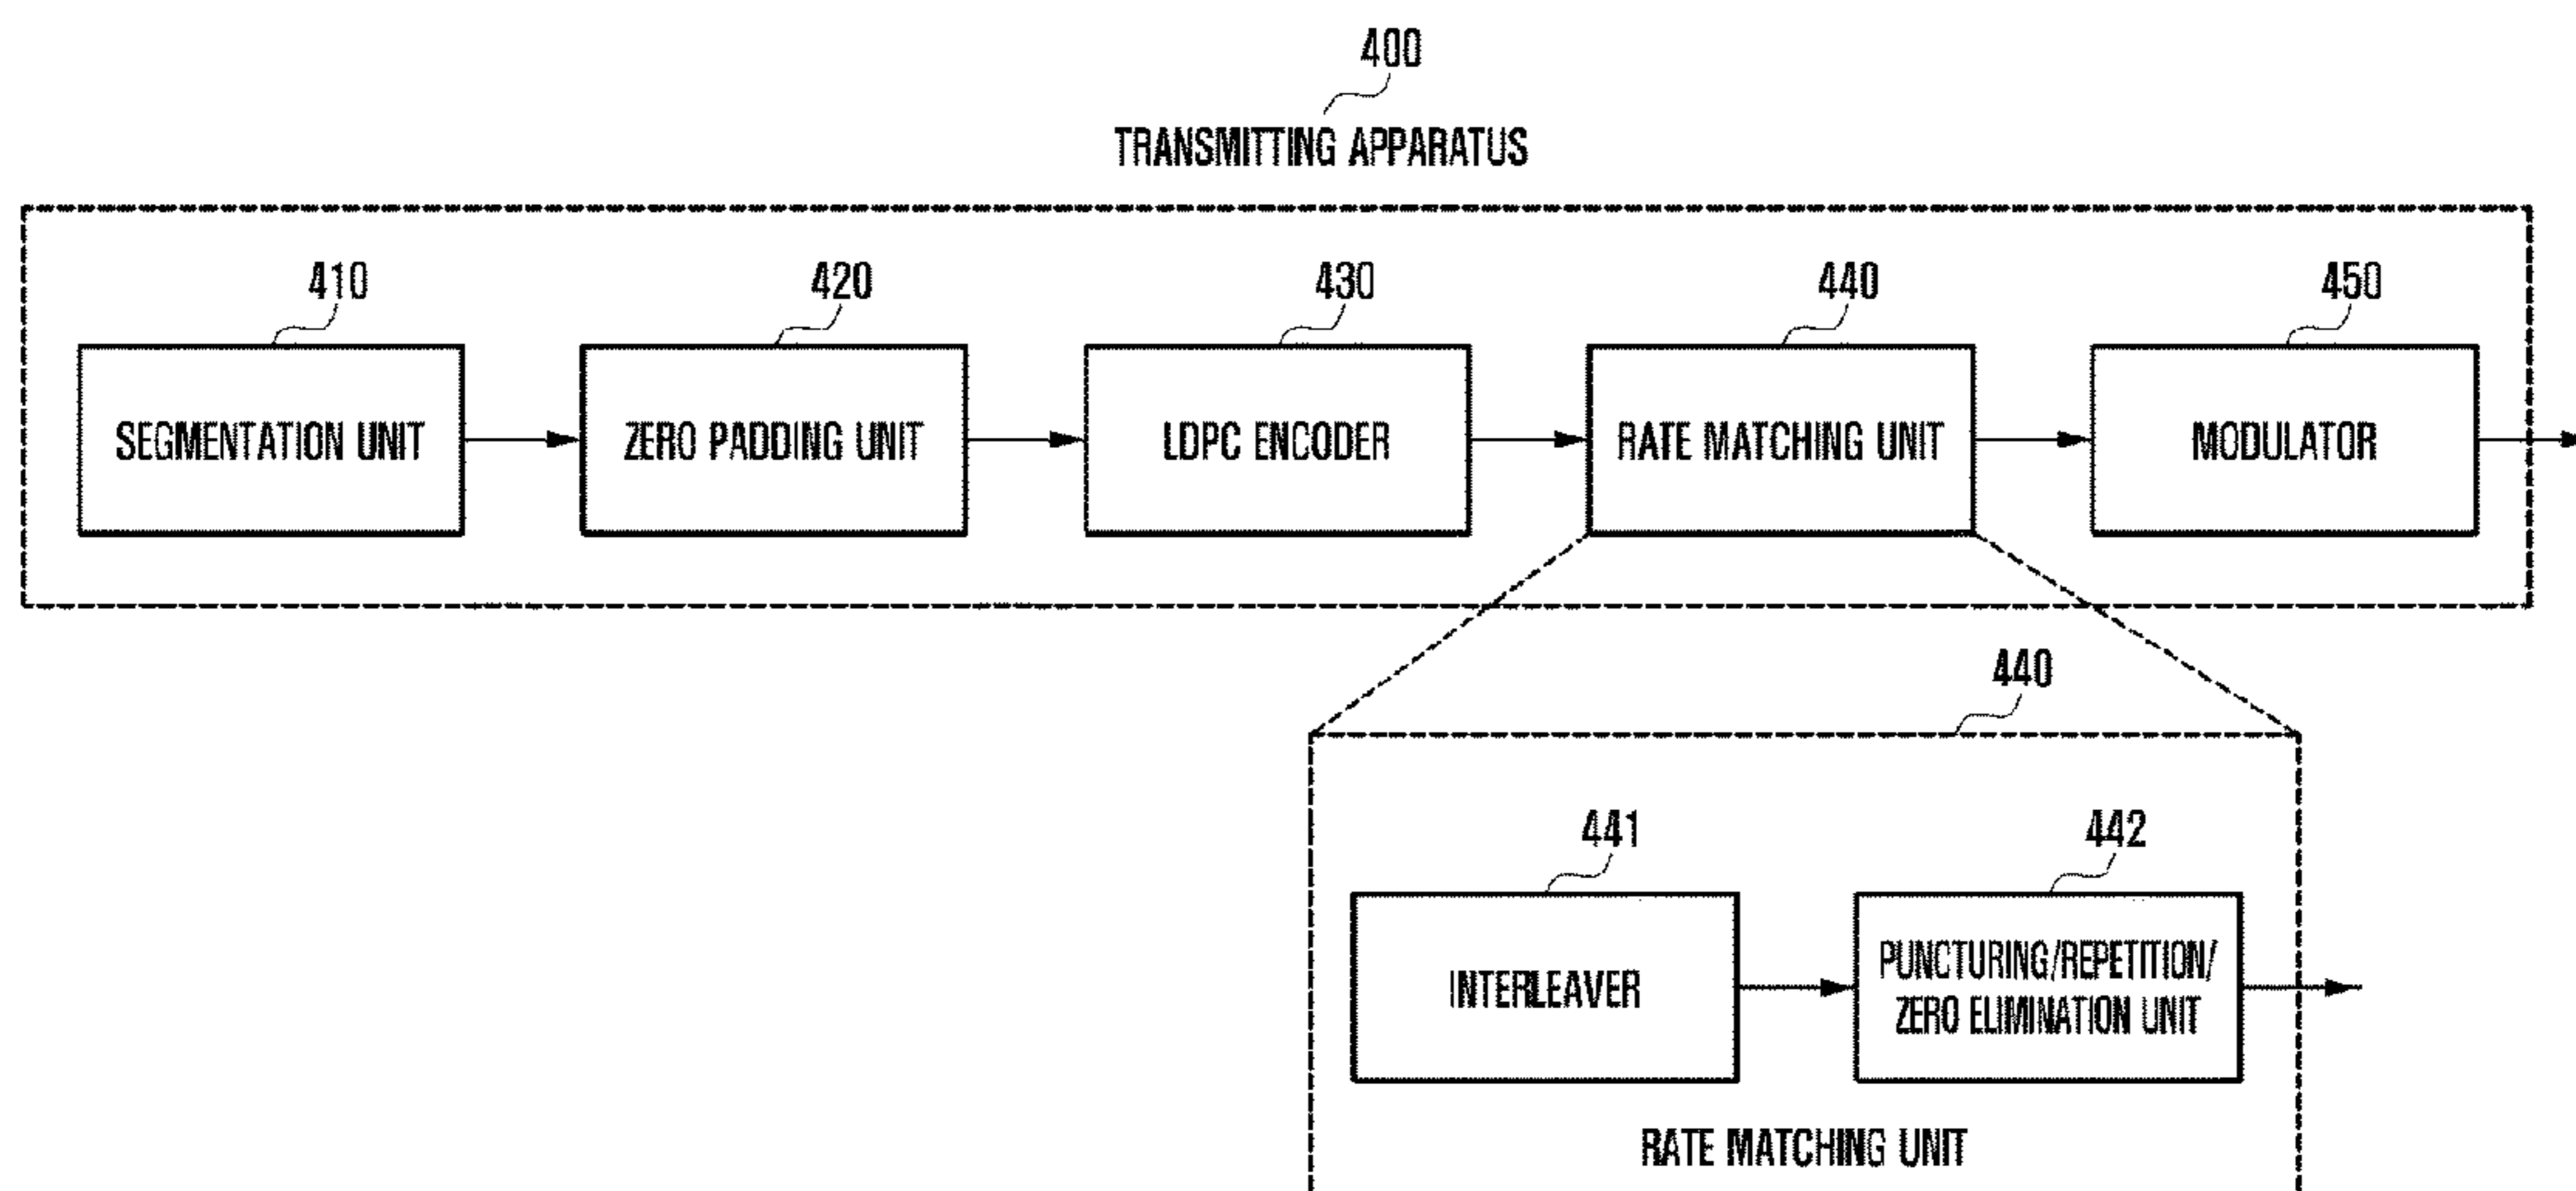 400
TRANSMITTING APPARATUS
410
420
430
440
450
SEGMENTATION UNIT
ZERO PADDING UNIT
LDPC ENCODER
RATE MATCHING UNIT
MODULATOR
440
441
442
INTERLEAVER
PUNCTURING/REPETITION/
ZERO ELIMINATION UNIT
RATE MATCHING UNIT